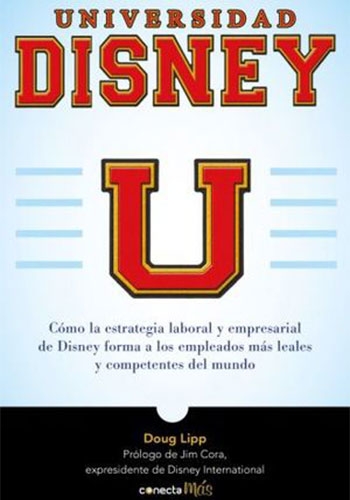 UNIVERSIDAD
DISNEY
U
Cómo la estrategia laboral y empresarial
de Disney forma a los empleados más leales
y competentes del mundo
Doug Lipp
Prólogo de Jim Cora,
expresidente de Disney International
conecta Más